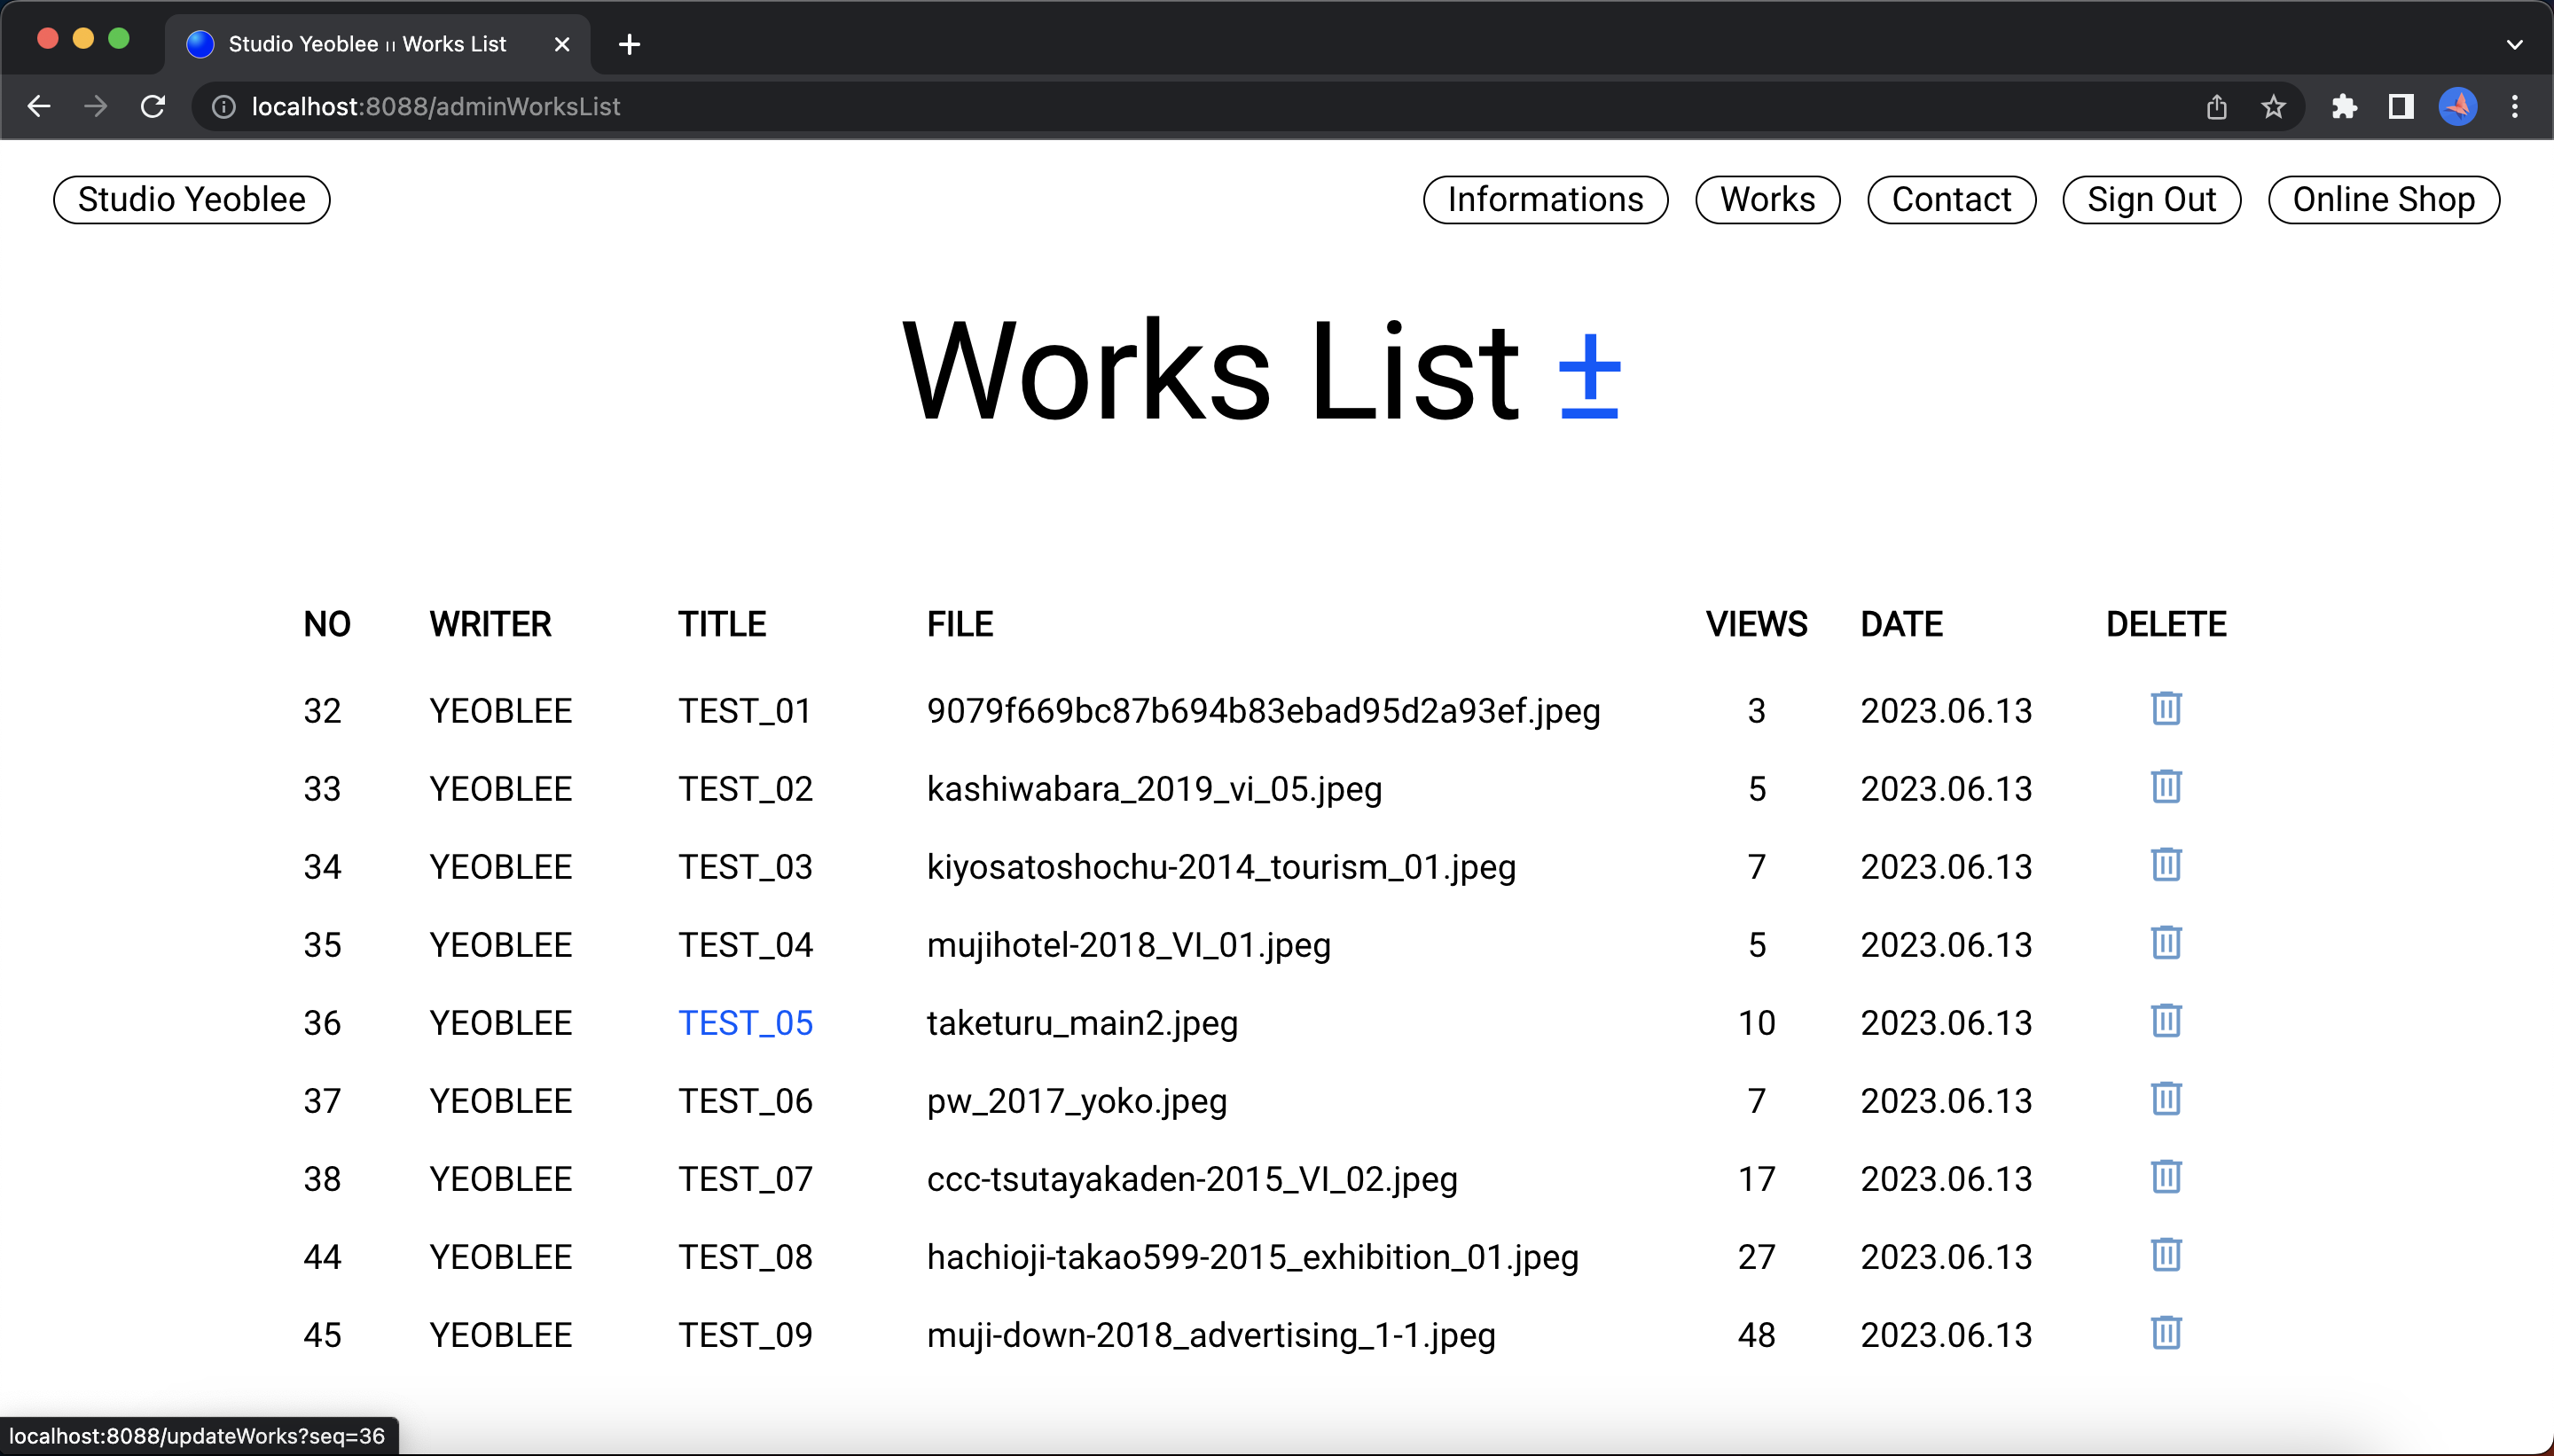 Studio Yeoblee ıı Works List
localhost:8088/adminWorksList
Studio Yeoblee Informations Works Contact Sign Out Online Shop
Works List ±
NO WRITER TITLE FILE VIEWS DATE DELETE
32 YEOBLEE TEST_01 9079f669bc87b694b83ebad95d2a93ef.jpeg 3 2023.06.13
33 YEOBLEE TEST_02 kashiwabara_2019_vi_05.jpeg 5 2023.06.13
34 YEOBLEE TEST_03 kiyosatoshochu-2014_tourism_01.jpeg 7 2023.06.13
35 YEOBLEE TEST_04 mujihotel-2018_VI_01.jpeg 5 2023.06.13
36 YEOBLEE TEST_05 taketuru_main2.jpeg 10 2023.06.13
37 YEOBLEE TEST_06 pw_2017_yoko.jpeg 7 2023.06.13
38 YEOBLEE TEST_07 ccc-tsutayakaden-2015_VI_02.jpeg 17 2023.06.13
44 YEOBLEE TEST_08 hachioji-takao599-2015_exhibition_01.jpeg 27 2023.06.13
45 YEOBLEE TEST_09 muji-down-2018_advertising_1-1.jpeg 48 2023.06.13
localhost:8088/updateWorks?seq=36